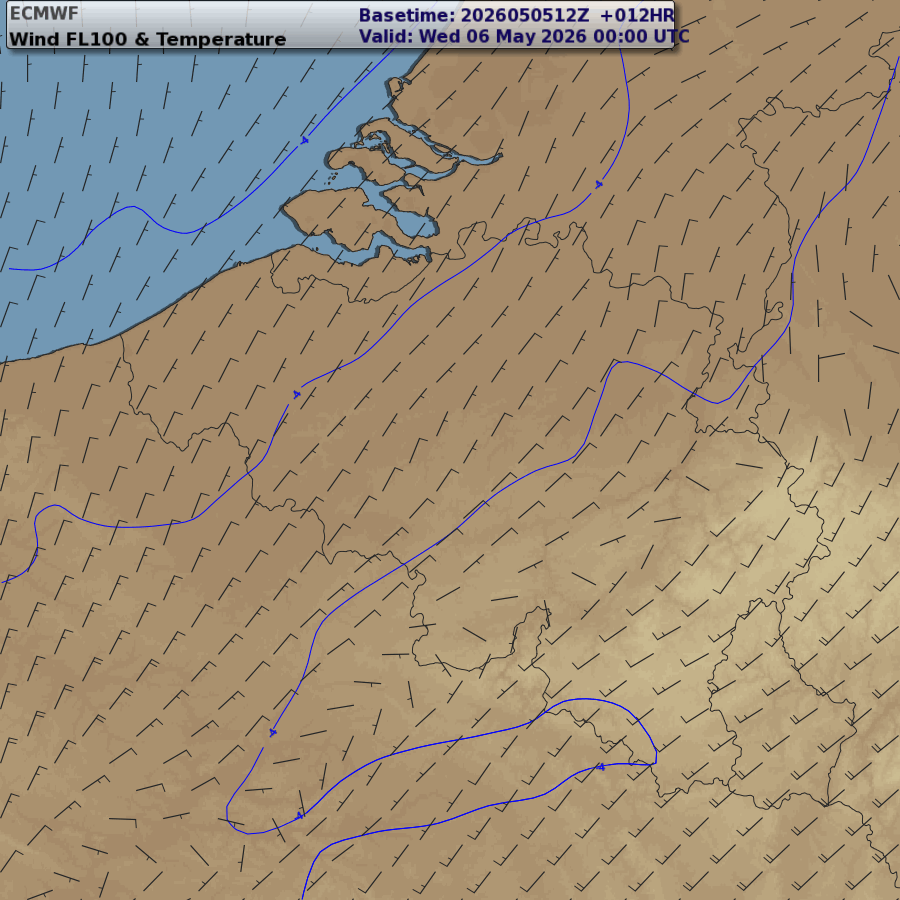 ECMWF
Basetime: 2026050512Z +012HR
Wind FL100 & Temperature
Valid: Wed 06 May 2026 00:00 UTC